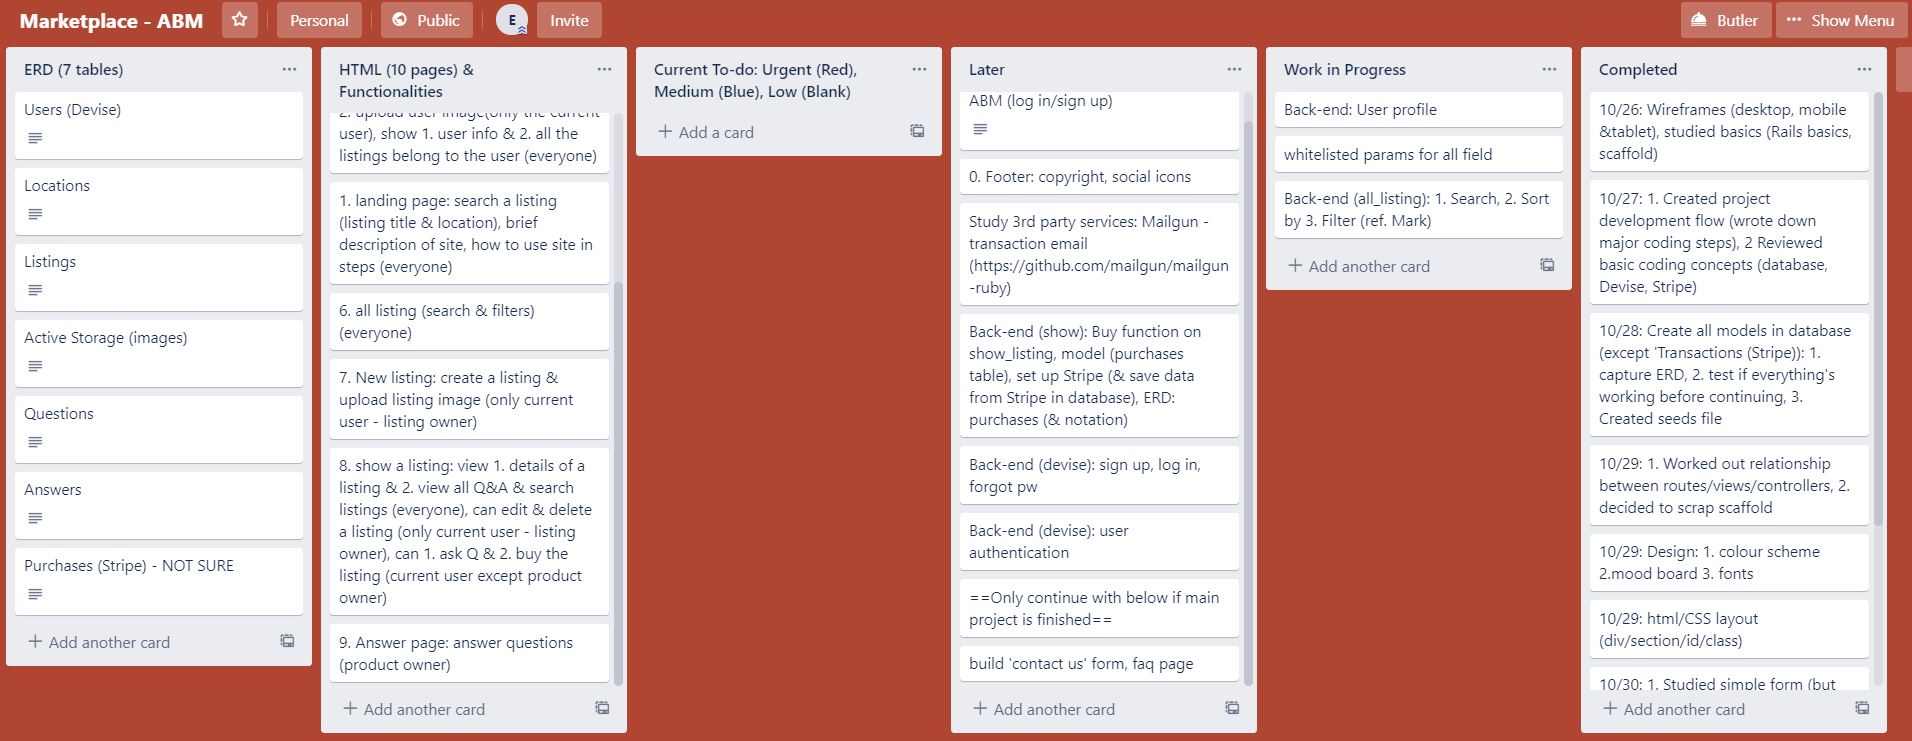 Marketplace - ABM
Personal
Public
E
Invite
Butler
Show Menu
ERD (7 tables)
Users (Devise)
Locations
Listings
Active Storage (images)
Questions
Answers
Purchases (Stripe) - NOT SURE
Add another card
HTML (10 pages) &
Functionalities
2. upload user image(only the current
user), show 1. user info & 2. all the
listings belong to the user (everyone)
1. landing page: search a listing
(listing title & location), brief
description of site, how to use site in
steps (everyone)
6. all listing (search & filters)
(everyone)
7. New listing: create a listing &
upload listing image (only current
user - listing owner)
8. show a listing: view 1. details of a
listing & 2. view all Q&A & search
listings (everyone), can edit & delete
a listing (only current user - listing
owner), can 1. ask Q & 2. buy the
listing (current user except product
owner)
9. Answer page: answer questions
(product owner)
Add another card
Current To-do: Urgent (Red),
Medium (Blue), Low (Blank)
Add a card
Later
ABM (log in/sign up)
0. Footer: copyright, social icons
Study 3rd party services: Mailgun -
transaction email
(https://github.com/mailgun/mailgun
-ruby)
Back-end (show): Buy function on
show_listing, model (purchases
table), set up Stripe (& save data
from Stripe in database), ERD:
purchases (& notation)
Back-end (devise): sign up, log in,
forgot pw
Back-end (devise): user
authentication
==Only continue with below if main
project is finished==
build 'contact us' form, faq page
Add another card
Work in Progress
Back-end: User profile
whitelisted params for all field
Back-end (all_listing): 1. Search, 2. Sort
by 3. Filter (ref. Mark)
Add another card
Completed
10/26: Wireframes (desktop, mobile
&tablet), studied basics (Rails basics,
scaffold)
10/27: 1. Created project
development flow (wrote down
major coding steps), 2 Reviewed
basic coding concepts (database,
Devise, Stripe)
10/28: Create all models in database
(except 'Transactions (Stripe)): 1.
capture ERD, 2. test if everything's
working before continuing, 3.
Created seeds file
10/29: 1. Worked out relationship
between routes/views/controllers, 2.
decided to scrap scaffold
10/29: Design: 1. colour scheme
2.mood board 3. fonts
10/29: html/CSS layout
(div/section/id/class)
10/30: 1. Studied simple form (but
Add another card